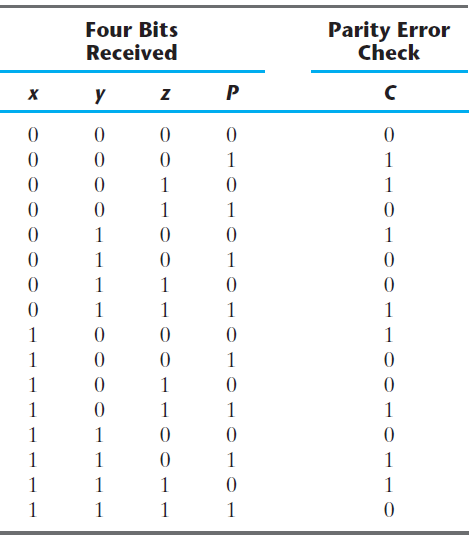 Four Bits Parity Error
Received Check
x y z P C
0 0 0 0 0
0 0 0 1 1
0 0 1 0 1
0 0 1 1 0
0 1 0 0 1
0 1 0 1 0
0 1 1 0 0
0 1 1 1 1
1 0 0 0 1
1 0 0 1 0
1 0 1 0 0
1 0 1 1 1
1 1 0 0 0
1 1 0 1 1
1 1 1 0 1
1 1 1 1 0